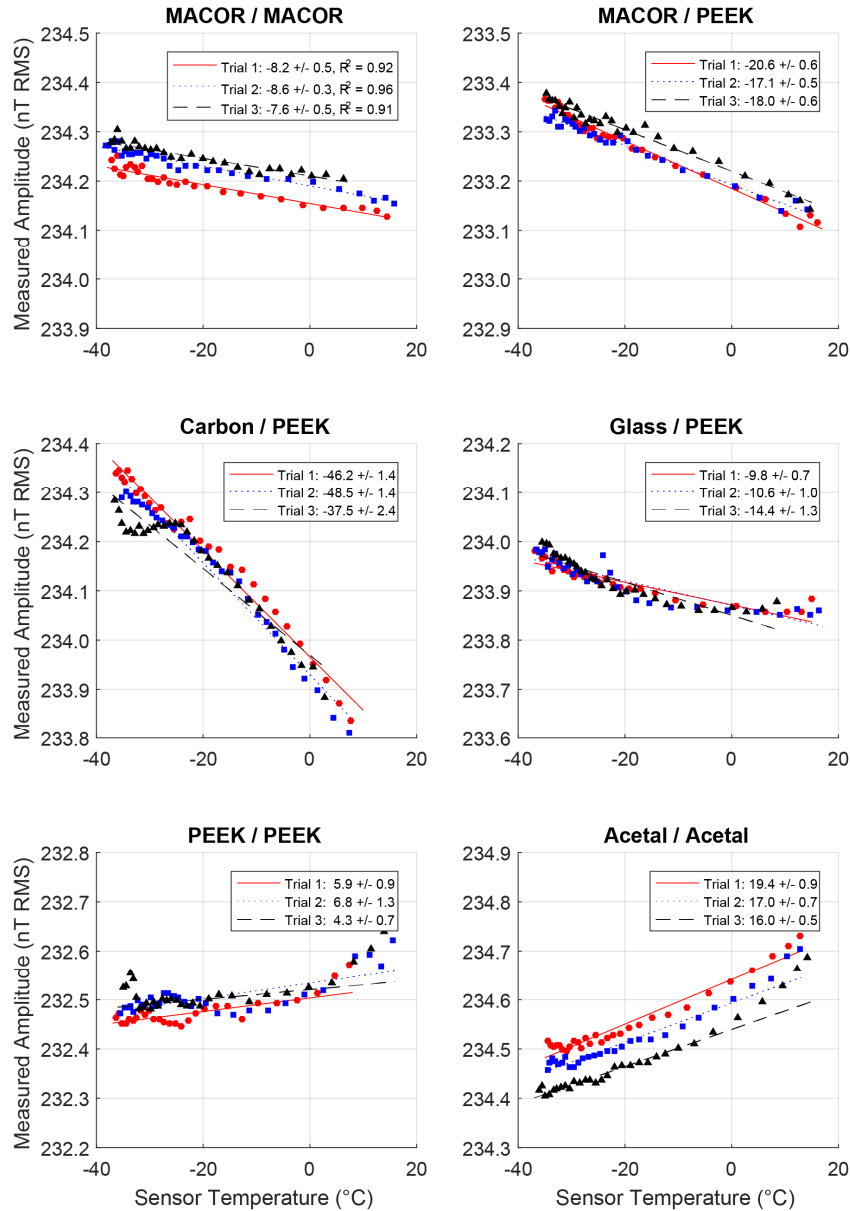 MACOR / MACOR
Measured Amplitude (nT RMS)
234.5
234.4
234.3
234.2
234.1
234.0
233.9
-40
-20
0
20
Trial 1: -8.2 +/- 0.5, R² = 0.92
Trial 2: -8.6 +/- 0.3, R² = 0.96
Trial 3: -7.6 +/- 0.5, R² = 0.91
MACOR / PEEK
233.5
233.4
233.3
233.2
233.1
233.0
232.9
-40
-20
0
20
Trial 1: -20.6 +/- 0.6
Trial 2: -17.1 +/- 0.5
Trial 3: -18.0 +/- 0.6
Carbon / PEEK
Measured Amplitude (nT RMS)
234.4
234.3
234.2
234.1
234.0
233.9
233.8
-40
-20
0
20
Trial 1: -46.2 +/- 1.4
Trial 2: -48.5 +/- 1.4
Trial 3: -37.5 +/- 2.4
Glass / PEEK
234.2
234.1
234.0
233.9
233.8
233.7
233.6
-40
-20
0
20
Trial 1: -9.8 +/- 0.7
Trial 2: -10.6 +/- 1.0
Trial 3: -14.4 +/- 1.3
PEEK / PEEK
Measured Amplitude (nT RMS)
232.8
232.7
232.6
232.5
232.4
232.3
232.2
-40
-20
0
20
Sensor Temperature (°C)
Trial 1: 5.9 +/- 0.9
Trial 2: 6.8 +/- 1.3
Trial 3: 4.3 +/- 0.7
Acetal / Acetal
234.9
234.8
234.7
234.6
234.5
234.4
234.3
-40
-20
0
20
Sensor Temperature (°C)
Trial 1: 19.4 +/- 0.9
Trial 2: 17.0 +/- 0.7
Trial 3: 16.0 +/- 0.5